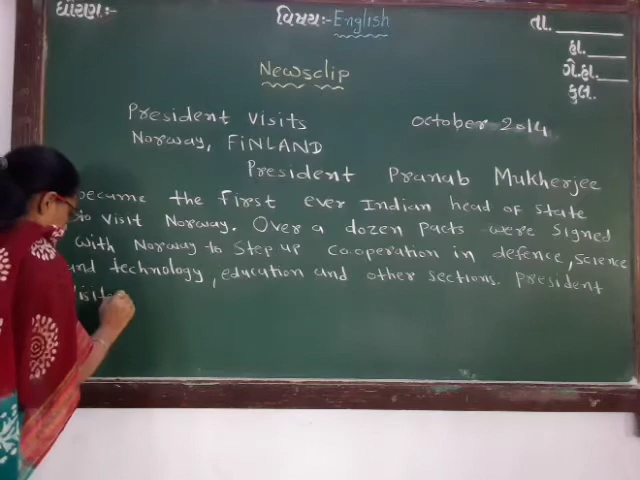 ધોરણ:-
વિષય:- English
તા.
હા.
ગે.હા.
કુલ.
Newsclip
President visits october 2014
Norway, FINLAND
President Pranab Mukherjee
became the first ever Indian head of state
to visit Norway. Over a dozen pacts were signed
with Norway to step up cooperation in defence, science
and technology, education and other sections. President
visit